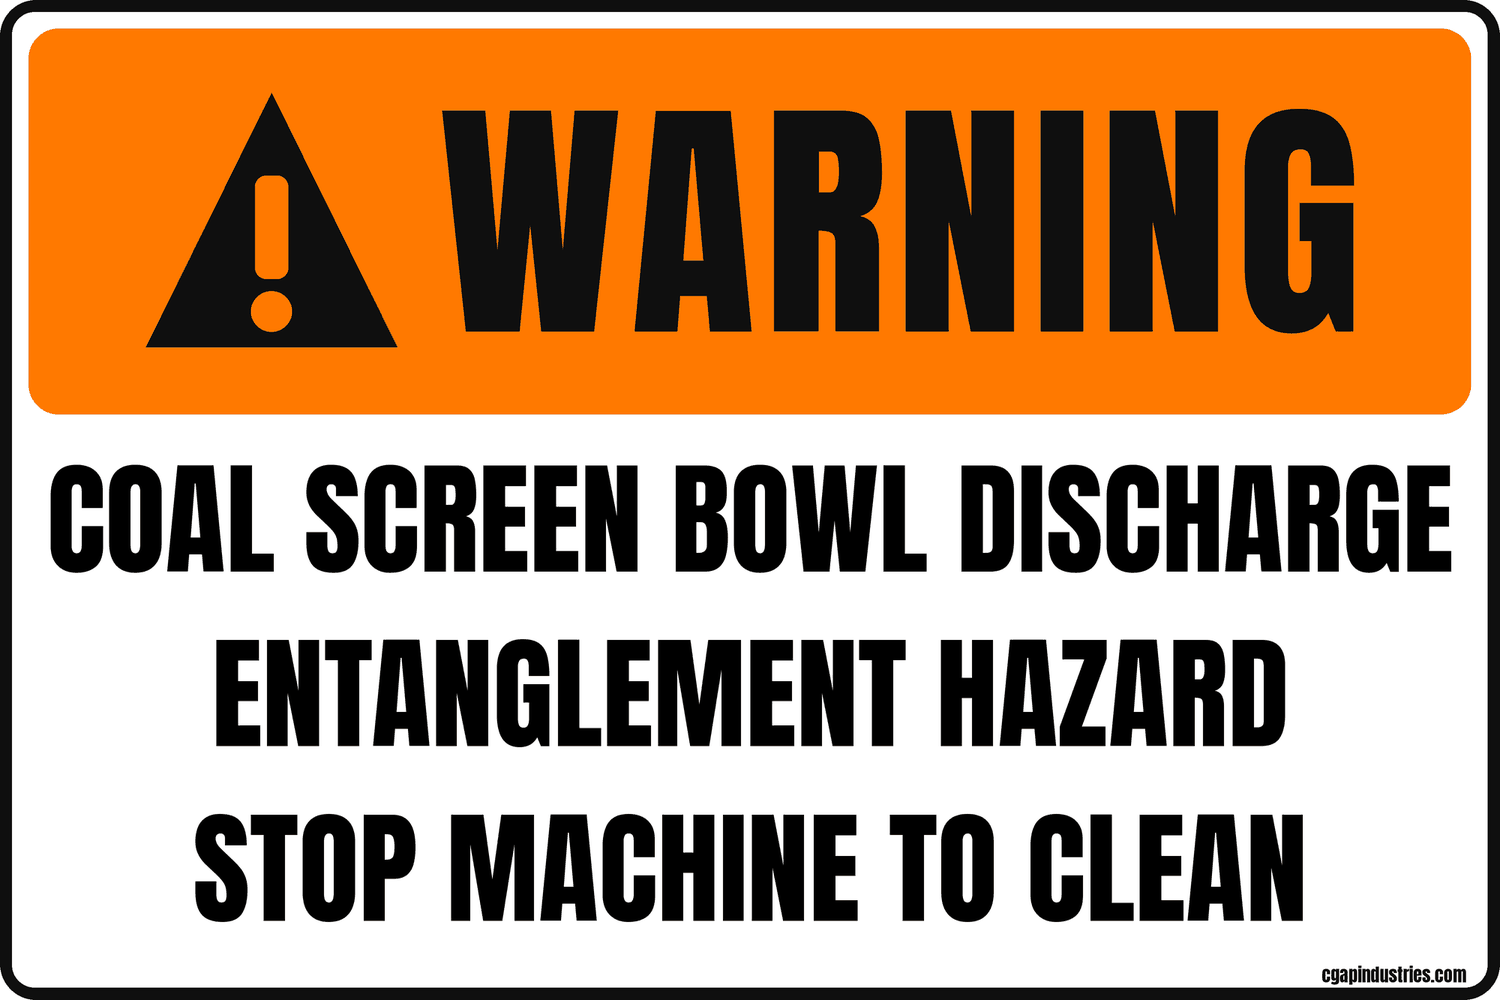 WARNING
COAL SCREEN BOWL DISCHARGE
ENTANGLEMENT HAZARD
STOP MACHINE TO CLEAN
cgapindustries.com